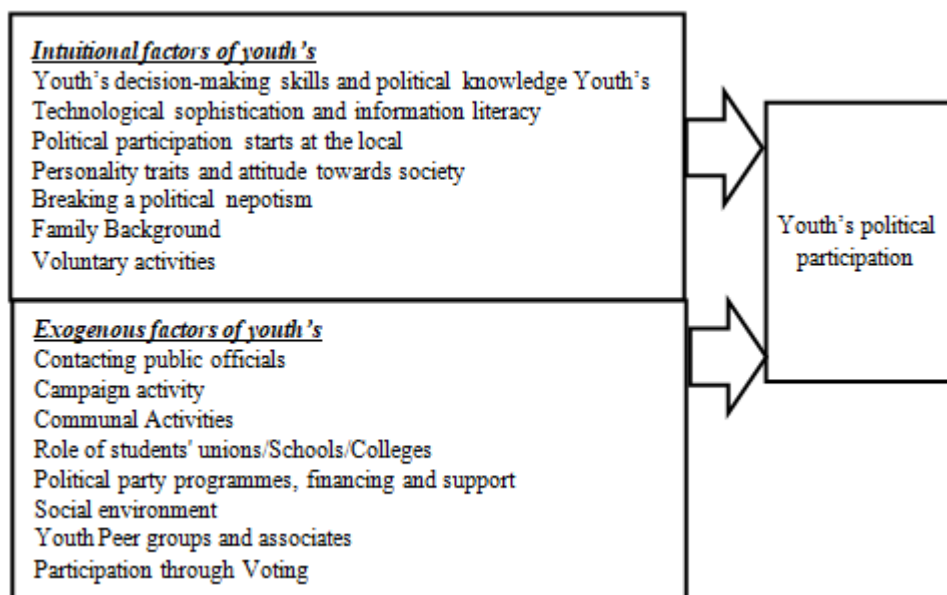 Intuitional factors of youth's
Youth's decision-making skills and political knowledge Youth's
Technological sophistication and information literacy
Political participation starts at the local
Personality traits and attitude towards society
Breaking a political nepotism
Family Background
Voluntary activities
Exogenous factors of youth's
Contacting public officials
Campaign activity
Communal Activities
Role of students' unions/Schools/Colleges
Political party programmes, financing and support
Social environment
Youth Peer groups and associates
Participation through Voting
Youth's political
participation